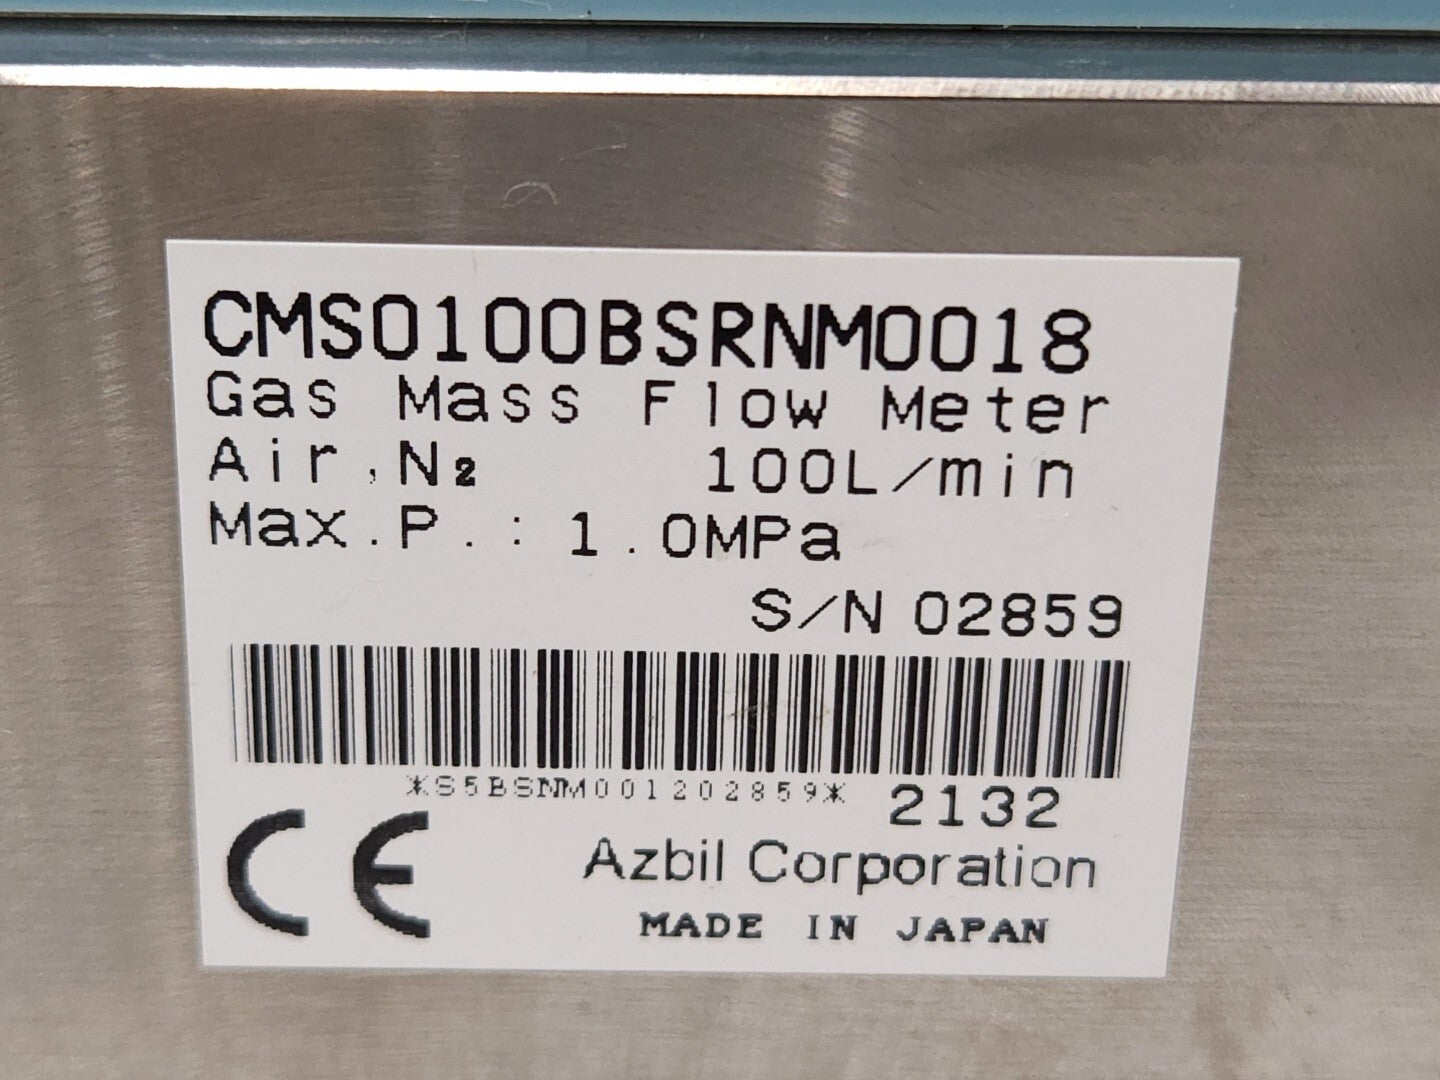 CMS0100BSRNM0018
Gas Mass Flow Meter
Air,N₂ 100L/min
Max.P.: 1.0MPa
S/N 02859
*S5BSNM001202859* 2132
CE
Azbil Corporation
MADE IN JAPAN